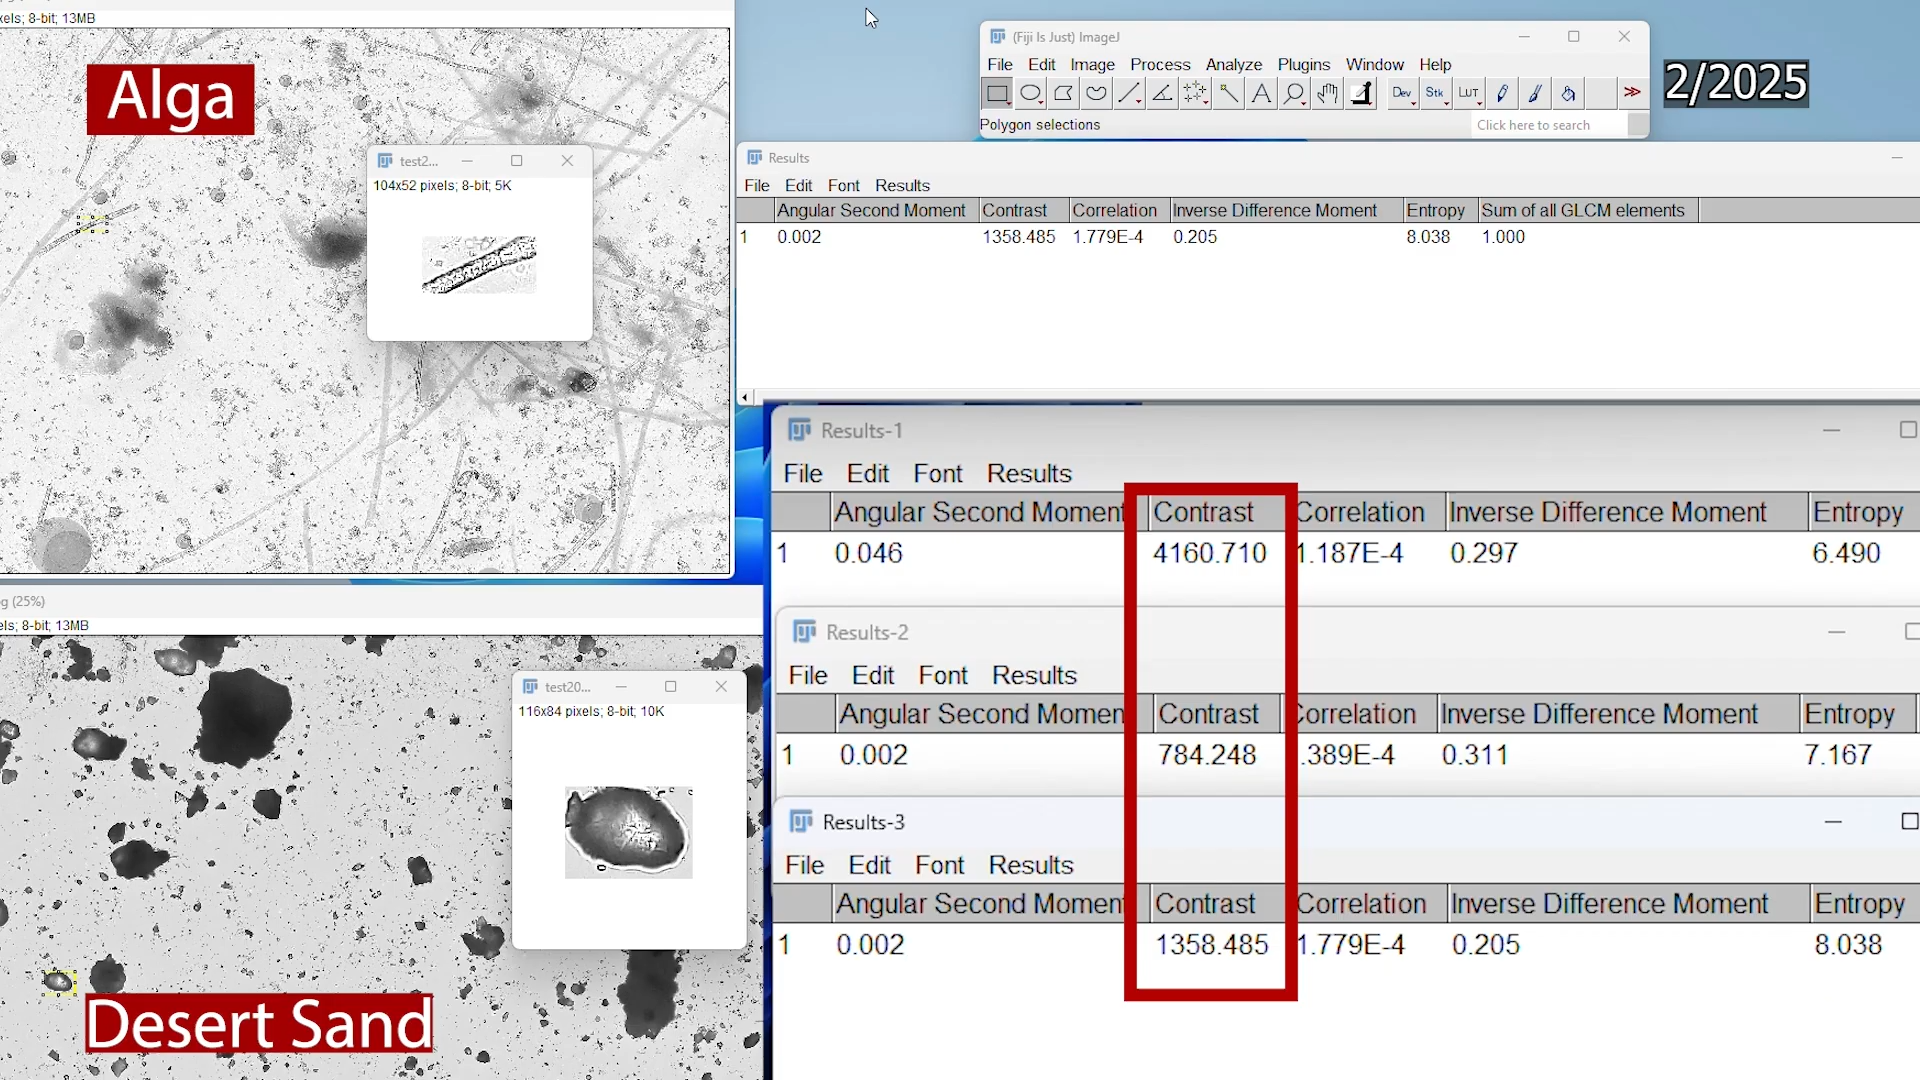 xels; 8-bit; 13MB
Alga
test2...
104x52 pixels; 8-bit; 5K
(Fiji Is Just) ImageJ
File Edit Image Process Analyze Plugins Window Help
Dev Stk LUT
Polygon selections
Click here to search
2/2025
Results
File Edit Font Results
Angular Second Moment Contrast Correlation Inverse Difference Moment Entropy Sum of all GLCM elements
1 0.002 1358.485 1.779E-4 0.205 8.038 1.000
Results-1
File Edit Font Results
Angular Second Moment Contrast Correlation Inverse Difference Moment Entropy
1 0.046 4160.710 1.187E-4 0.297 6.490
Results-2
File Edit Font Results
Angular Second Momen Contrast Correlation Inverse Difference Moment Entropy
1 0.002 784.248 .389E-4 0.311 7.167
Results-3
File Edit Font Results
Angular Second Moment Contrast Correlation Inverse Difference Moment Entropy
1 0.002 1358.485 1.779E-4 0.205 8.038
g (25%)
els; 8-bit; 13MB
test20...
116x84 pixels; 8-bit; 10K
Desert Sand